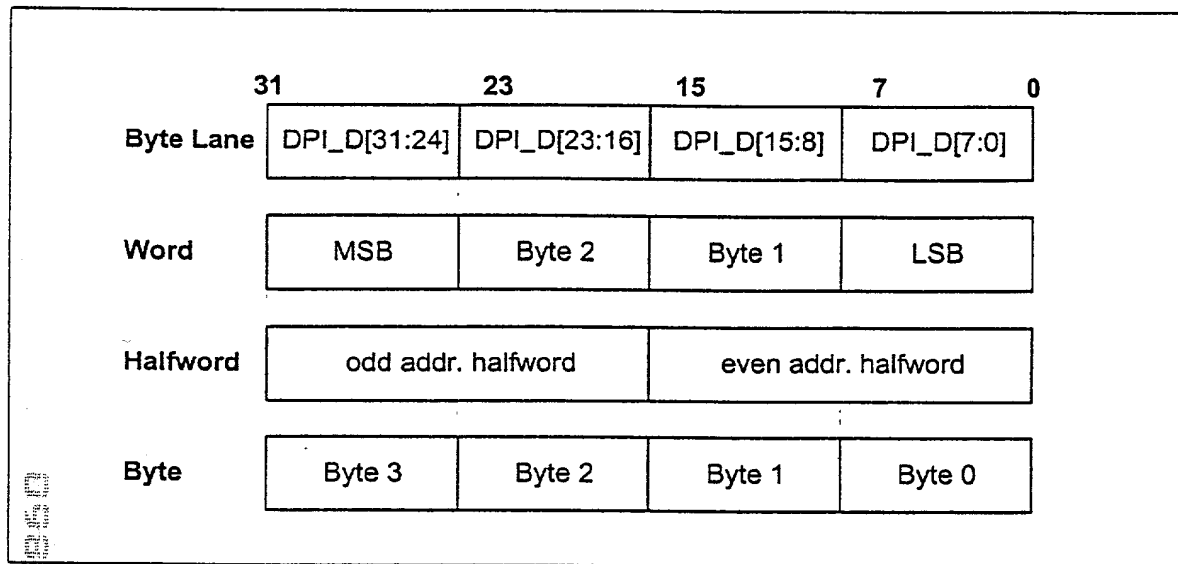 31 23 15 7 0
Byte Lane DPI_D[31:24] DPI_D[23:16] DPI_D[15:8] DPI_D[7:0]
Word MSB Byte 2 Byte 1 LSB
Halfword odd addr. halfword even addr. halfword
Byte Byte 3 Byte 2 Byte 1 Byte 0